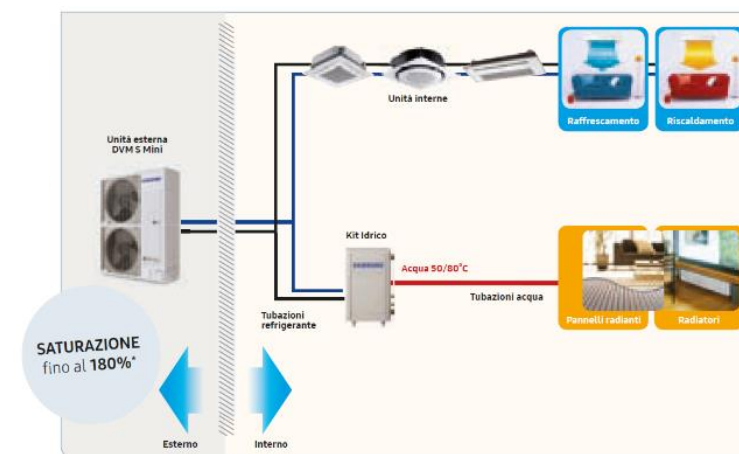 Unità interne
Raffrescamento
Riscaldamento
Unità esterna
DVM S Mini
Kit Idrico
SAMSUNG
Acqua 50/80°C
Tubazioni acqua
Tubazioni
refrigerante
Pannelli radianti
Radiatori
SATURAZIONE
fino al 180%*
Esterno
Interno